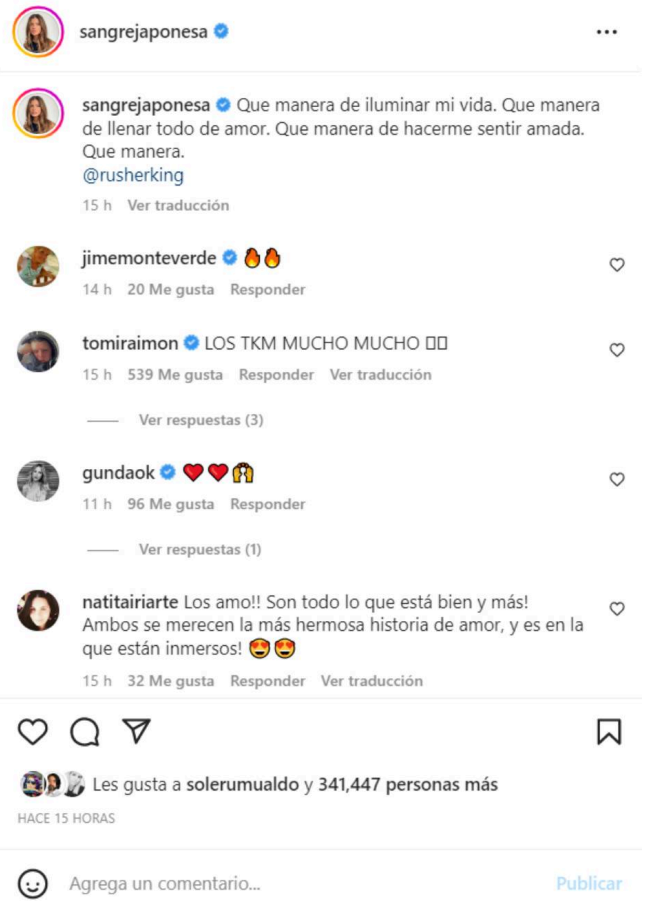 sangrejaponesa
sangrejaponesa Que manera de iluminar mi vida. Que manera
de llenar todo de amor. Que manera de hacerme sentir amada.
Que manera.
@rusherking
15 h Ver traducción
jimemonteverde 🔥🔥
14 h 20 Me gusta Responder
tomiraimon LOS TKM MUCHO MUCHO ▯▯
15 h 539 Me gusta Responder Ver traducción
Ver respuestas (3)
gundaok ❤️❤️🙌
11 h 96 Me gusta Responder
Ver respuestas (1)
natitairiarte Los amo!! Son todo lo que está bien y más!
Ambos se merecen la más hermosa historia de amor, y es en la
que están inmersos! 😍😍
15 h 32 Me gusta Responder Ver traducción
Les gusta a solerumualdo y 341,447 personas más
HACE 15 HORAS
Agrega un comentario... Publicar